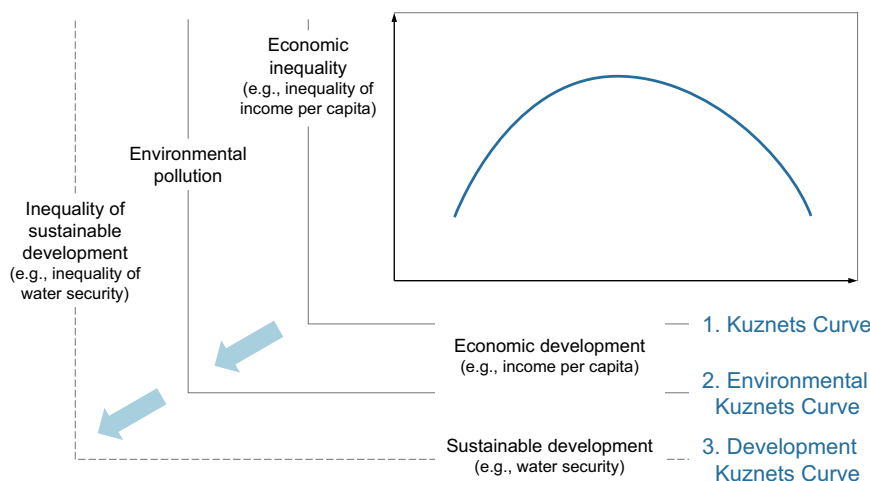 Economic
inequality
(e.g., inequality of
income per capita)
Environmental
pollution
Inequality of
sustainable
development
(e.g., inequality of
water security)
Economic development
(e.g., income per capita)
Sustainable development
(e.g., water security)
1. Kuznets Curve
2. Environmental
Kuznets Curve
3. Development
Kuznets Curve